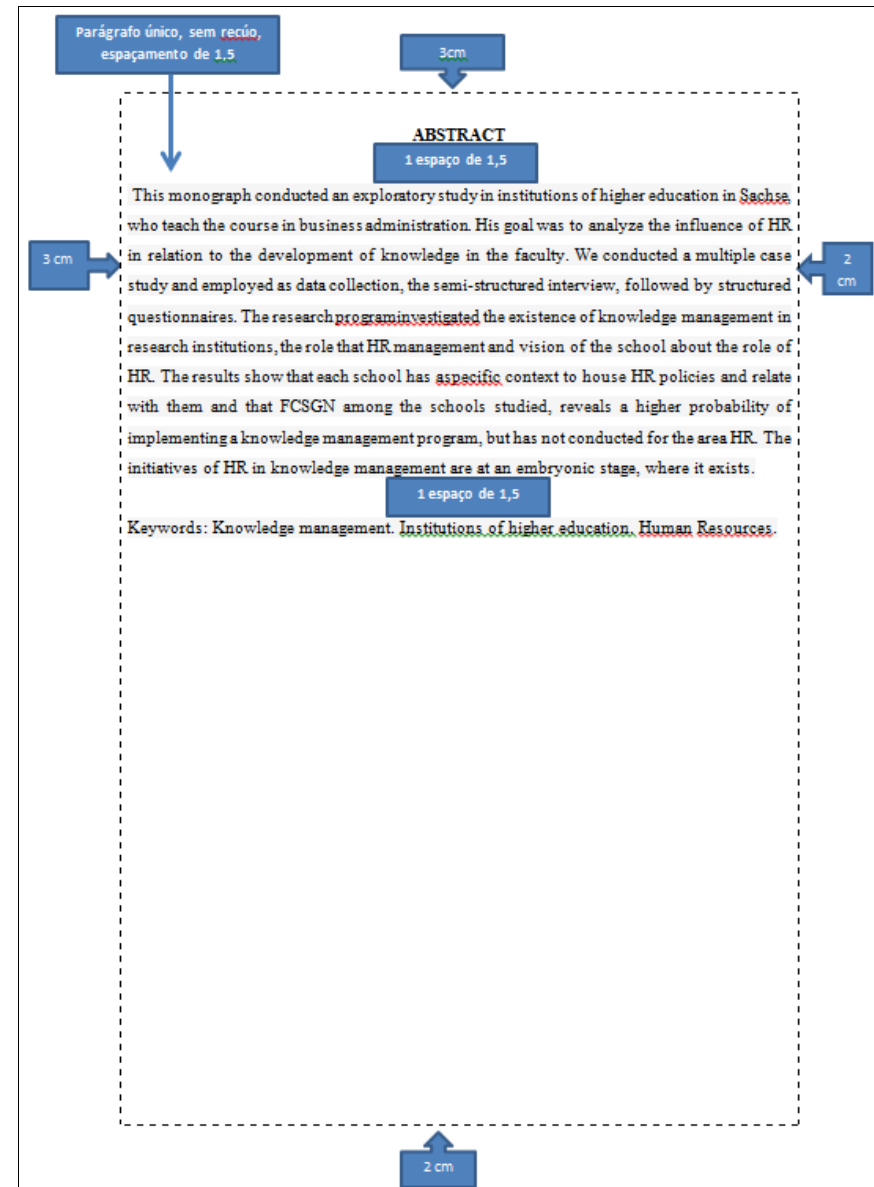 Parágrafo único, sem recúo,
espaçamento de 1,5
3cm
ABSTRACT
1 espaço de 1,5
This monograph conducted an exploratory study in institutions of higher education in Sachse,
who teach the course in business administration. His goal was to analyze the influence of HR
3 cm
in relation to the development of knowledge in the faculty. We conducted a multiple case
2
cm
study and employed as data collection, the semi-structured interview, followed by structured
questionnaires. The research programinvestigated the existence of knowledge management in
research institutions, the role that HR management and vision of the school about the role of
HR. The results show that each school has aspecific context to house HR policies and relate
with them and that FCSGN among the schools studied, reveals a higher probability of
implementing a knowledge management program, but has not conducted for the area HR. The
initiatives of HR in knowledge management are at an embryonic stage, where it exists.
1 espaço de 1,5
Keywords: Knowledge management. Institutions of higher education. Human Resources.
2 cm